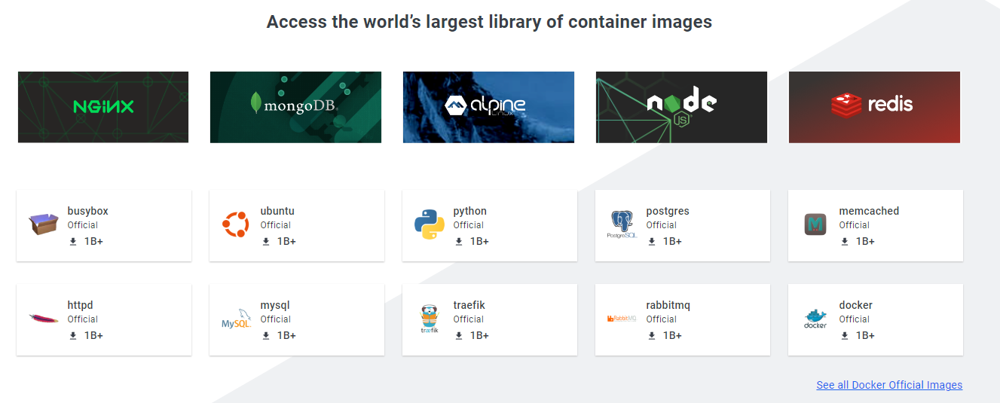 Access the world’s largest library of container images
NGINX
mongoDB®
alpine
LINUX
node
JS
redis
busybox
Official
1B+
ubuntu
Official
1B+
python
Official
1B+
PostgreSQL
postgres
Official
1B+
M
memcached
Official
1B+
httpd
Official
1B+
MySQL
mysql
Official
1B+
træfik
traefik
Official
1B+
RabbitMQ
rabbitmq
Official
1B+
docker
docker
Official
1B+
See all Docker Official Images